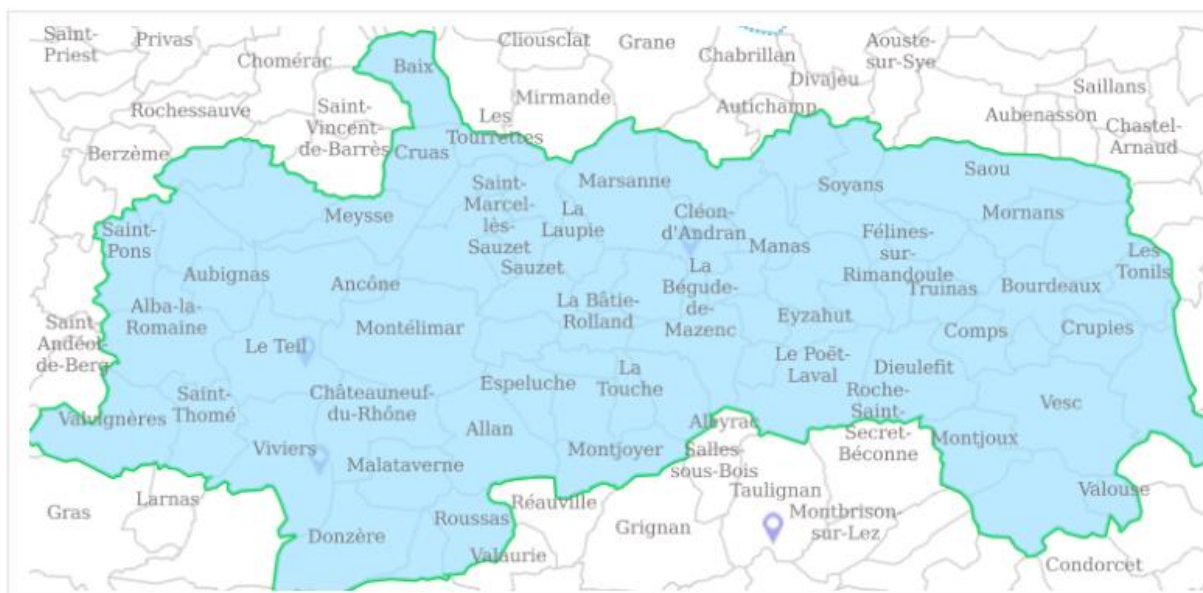 Saint-
Priest
Privas
Chomérac
Baix
Cliousclat
Grane
Chabrillan
Aouste-
sur-Sye
Divajeu
Saillans
Rochessauve
Saint-
Vincent-
de-Barrès
Les
Tourrettes
Mirmande
Autichamp
Aubenasson
Chastel-
Arnaud
Berzème
Cruas
Saint-
Marcel-
lès-
Sauzet
Marsanne
Soyans
Saou
Saint-
Pons
Meysse
La
Laupie
Cléon-
d'Andran
Manas
Félines-
sur-
Rimandoule
Mornans
Les
Tonils
Aubignas
Ancône
Sauzet
La
Bégude-
de-
Mazenc
Truinas
Bourdeaux
Alba-la-
Romaine
Montélimar
La Bâtie-
Rolland
Eyzahut
Comps
Crupies
Saint-
Andéol-
de-Berg
Le Teil
Espeluche
La
Touche
Le Poët-
Laval
Dieulefit
Saint-
Thomé
Châteauneuf-
du-Rhône
Roche-
Saint-
Secret-
Béconne
Vesc
Valvignères
Viviers
Allan
Montjoyer
Aleyrac
Salles-
sous-Bois
Montjoux
Malataverne
Taulignan
Valouse
Gras
Larnas
Réauville
Grignan
Montbrison-
sur-Lez
Donzère
Roussas
Valaurie
Condorcet